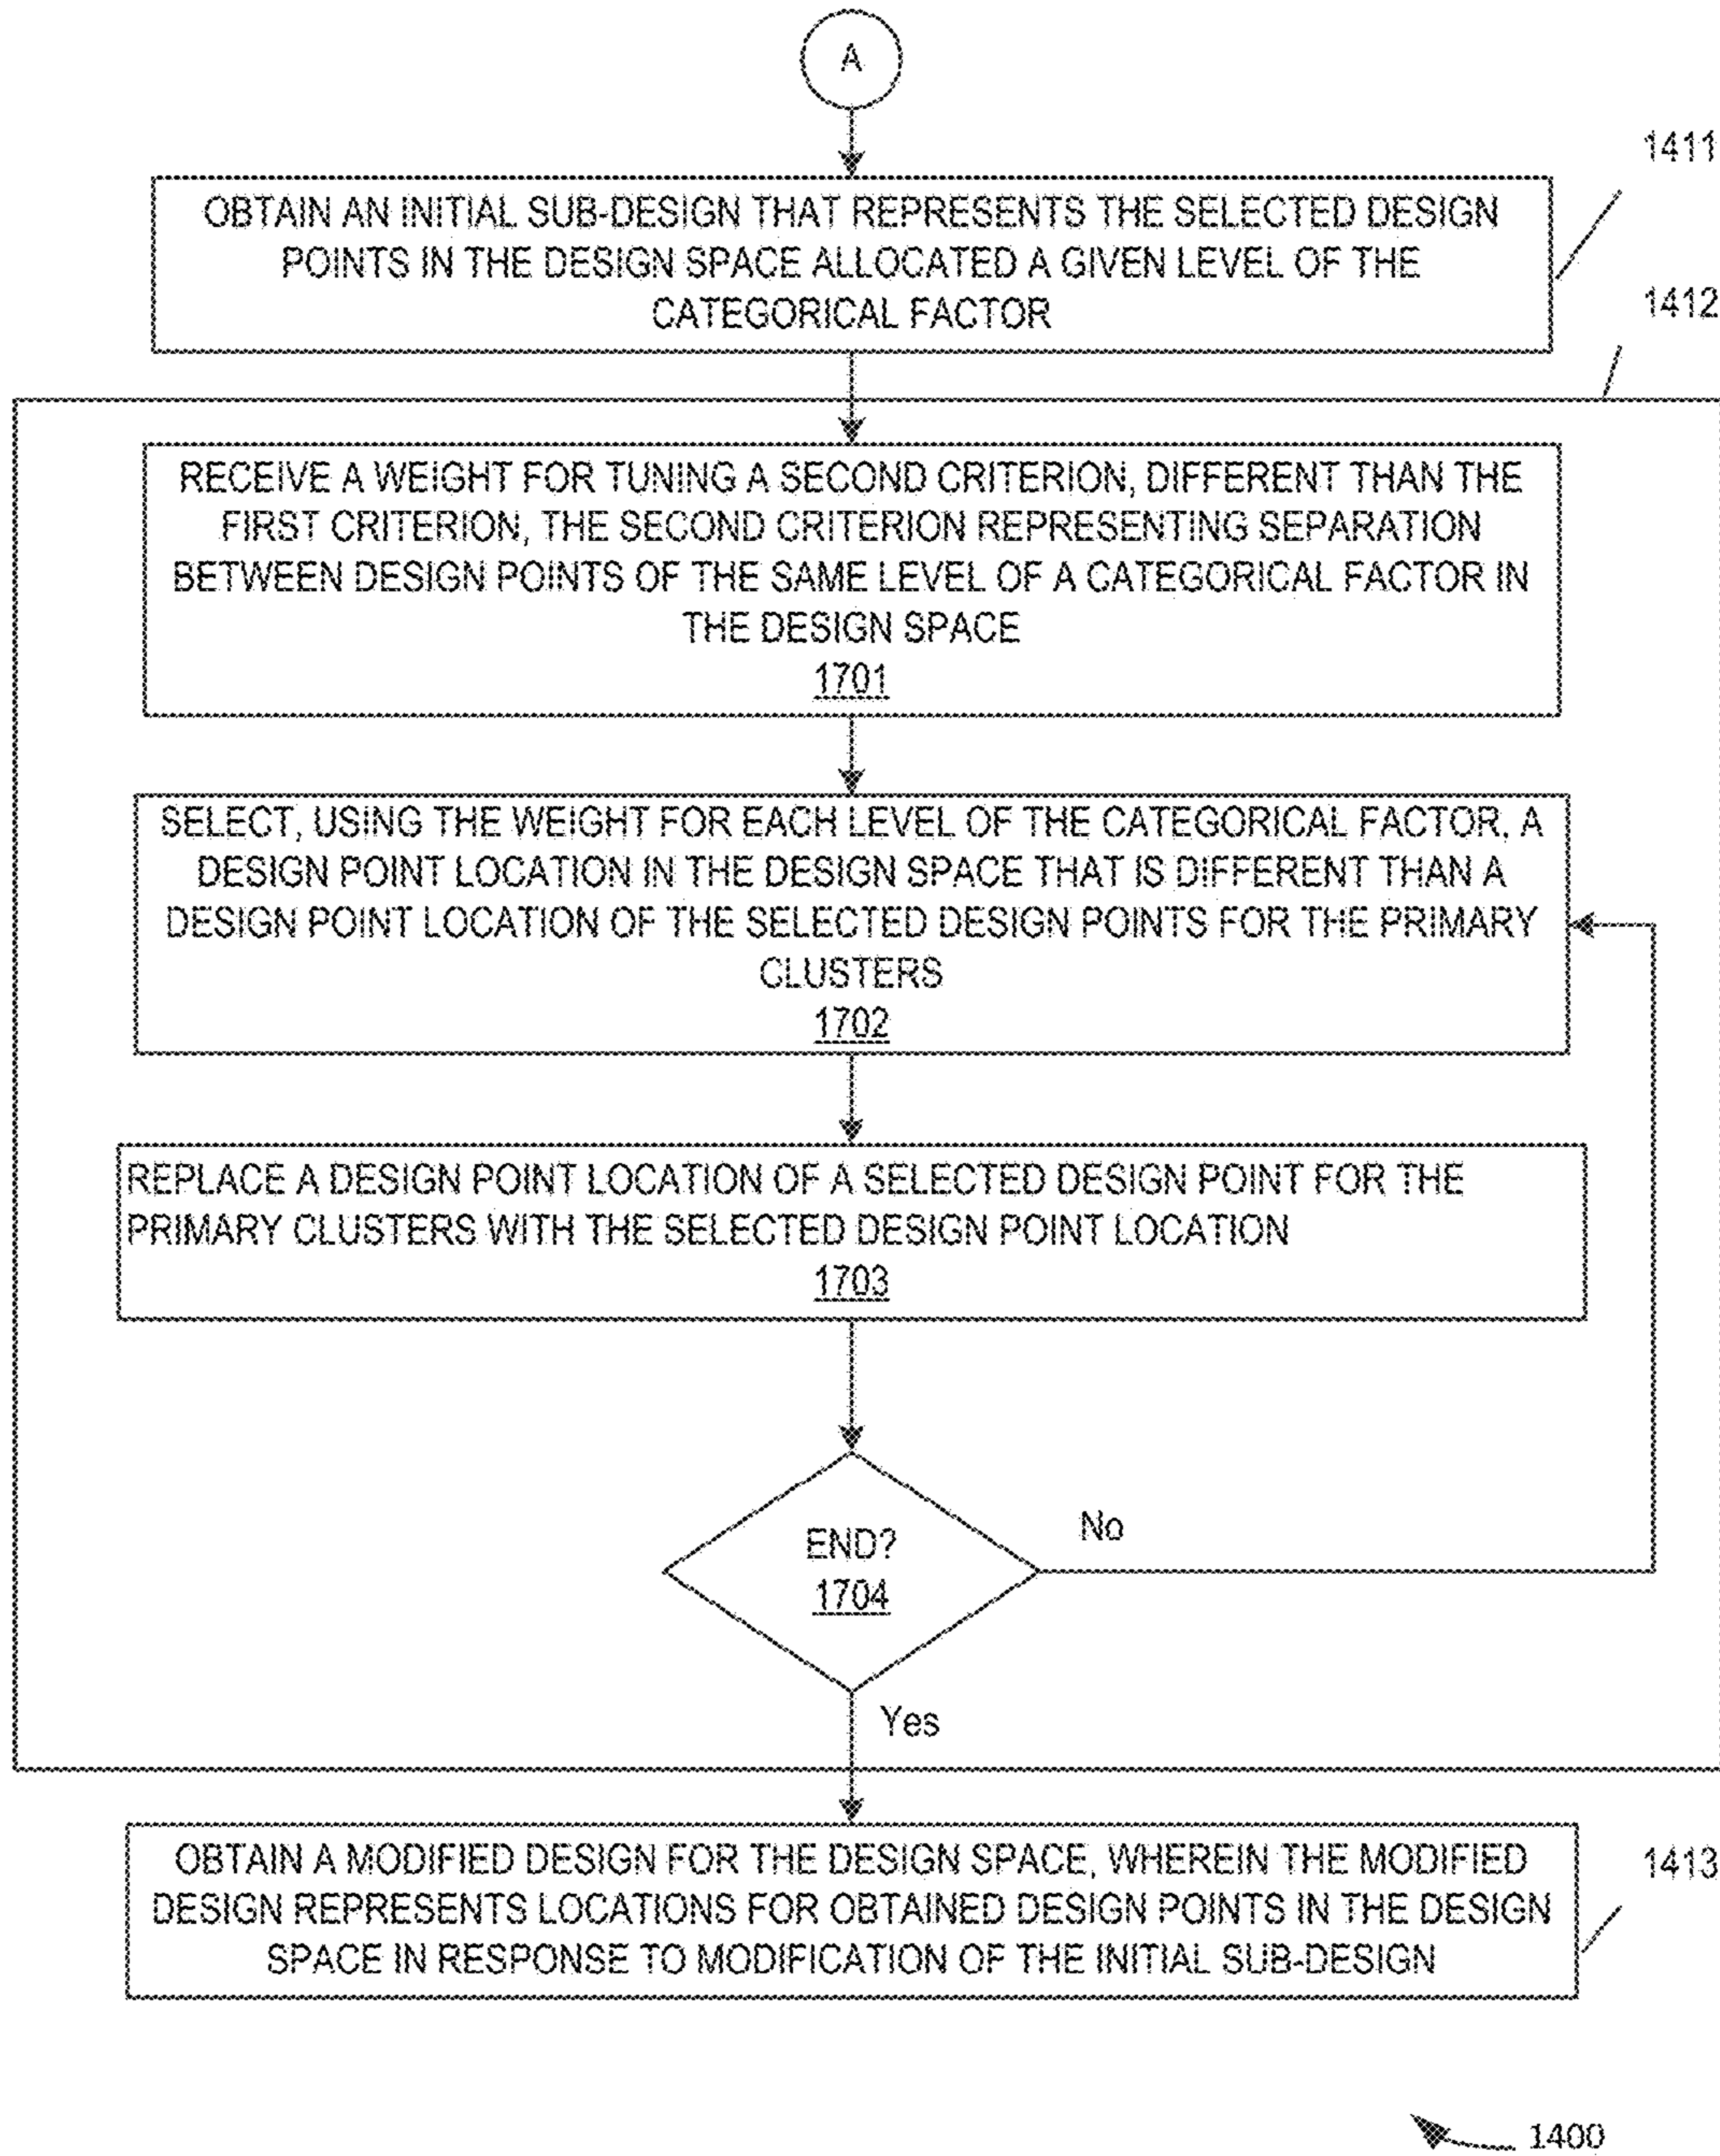 A
1411
OBTAIN AN INITIAL SUB-DESIGN THAT REPRESENTS THE SELECTED DESIGN
POINTS IN THE DESIGN SPACE ALLOCATED A GIVEN LEVEL OF THE
CATEGORICAL FACTOR
1412
RECEIVE A WEIGHT FOR TUNING A SECOND CRITERION, DIFFERENT THAN THE
FIRST CRITERION, THE SECOND CRITERION REPRESENTING SEPARATION
BETWEEN DESIGN POINTS OF THE SAME LEVEL OF A CATEGORICAL FACTOR IN
THE DESIGN SPACE
1701
SELECT, USING THE WEIGHT FOR EACH LEVEL OF THE CATEGORICAL FACTOR, A
DESIGN POINT LOCATION IN THE DESIGN SPACE THAT IS DIFFERENT THAN A
DESIGN POINT LOCATION OF THE SELECTED DESIGN POINTS FOR THE PRIMARY
CLUSTERS
1702
REPLACE A DESIGN POINT LOCATION OF A SELECTED DESIGN POINT FOR THE
PRIMARY CLUSTERS WITH THE SELECTED DESIGN POINT LOCATION
1703
No
END?
1704
Yes
OBTAIN A MODIFIED DESIGN FOR THE DESIGN SPACE, WHEREIN THE MODIFIED
DESIGN REPRESENTS LOCATIONS FOR OBTAINED DESIGN POINTS IN THE DESIGN
SPACE IN RESPONSE TO MODIFICATION OF THE INITIAL SUB-DESIGN
1413
1400